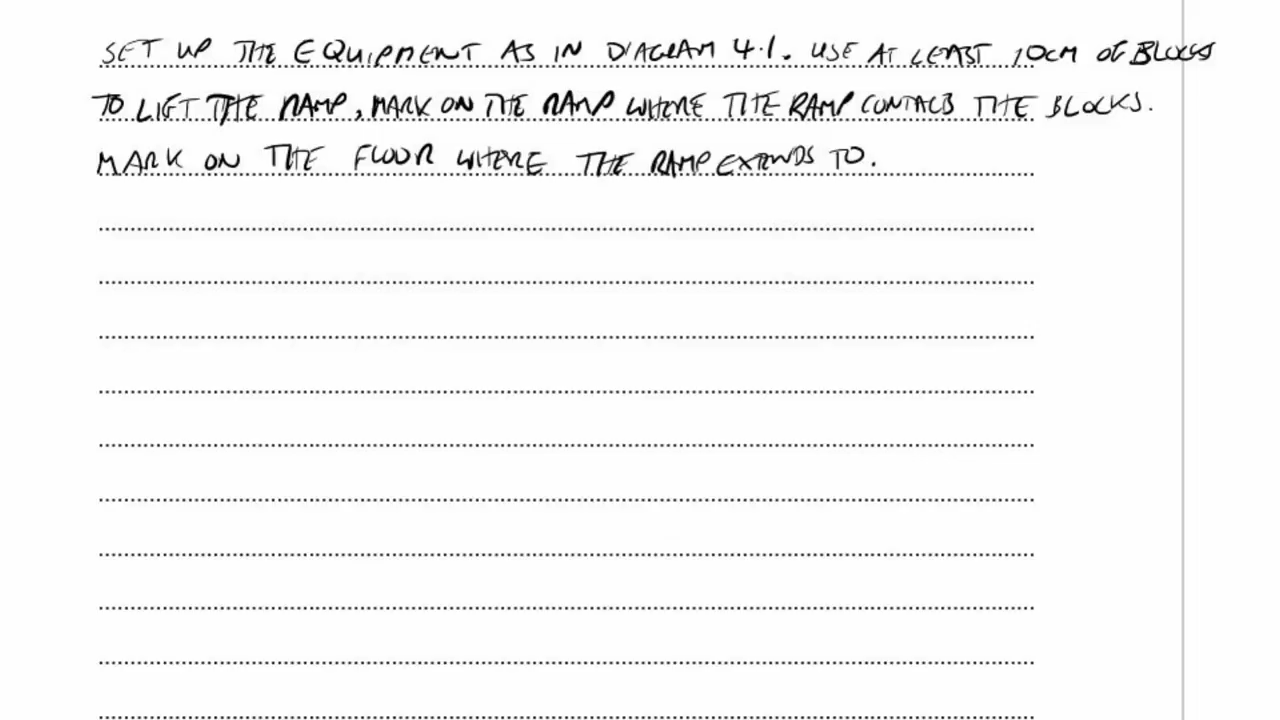 SET UP THE EQUIPMENT AS IN DIAGRAM 4.1. USE AT LEAST 10CM OF BLOCKS
TO LIFT THE RAMP, MARK ON THE RAMP WHERE THE RAMP CONTACTS THE BLOCKS.
MARK ON THE FLOOR WHERE THE RAMP EXTENDS TO.